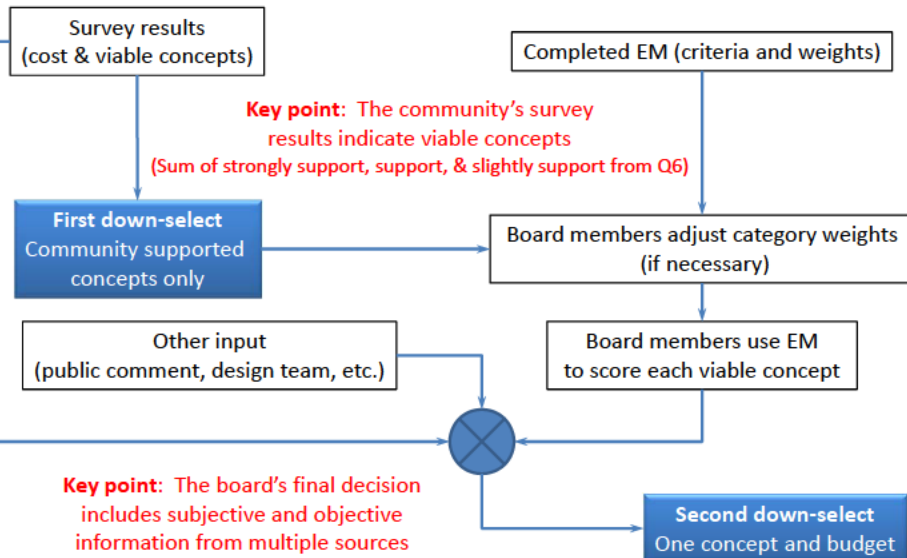 Survey results
(cost & viable concepts)
Completed EM (criteria and weights)
Key point:  The community’s survey
results indicate viable concepts
(Sum of strongly support, support, & slightly support from Q6)
First down-select
Community supported
concepts only
Board members adjust category weights
(if necessary)
Other input
(public comment, design team, etc.)
Board members use EM
to score each viable concept
Key point:  The board’s final decision
includes subjective and objective
information from multiple sources
Second down-select
One concept and budget